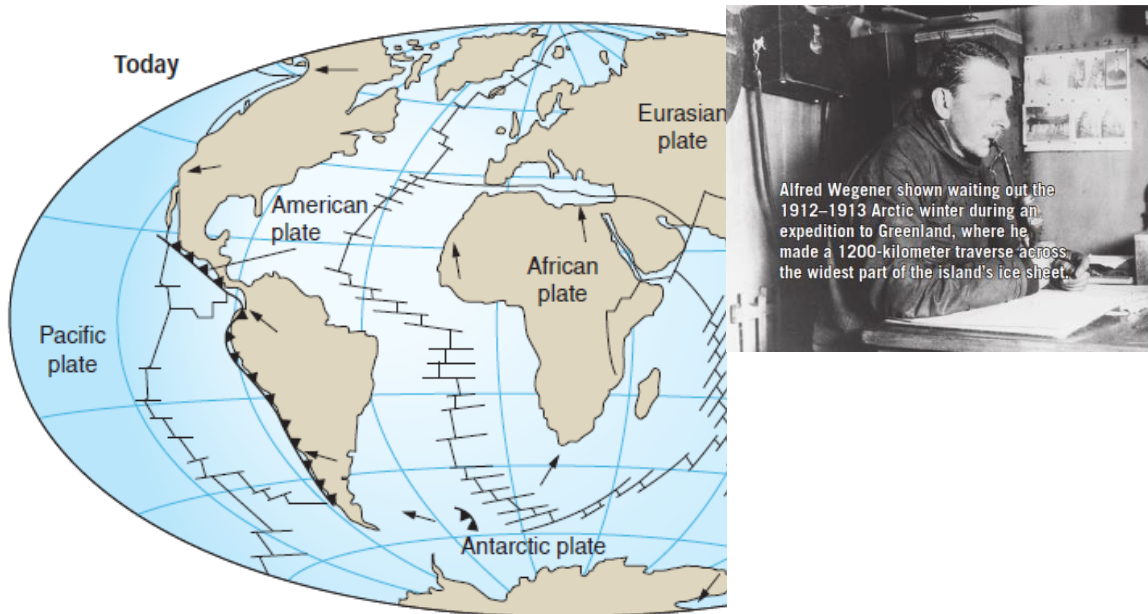 Today
Eurasian
plate
American
plate
African
plate
Pacific
plate
Antarctic plate
Alfred Wegener shown waiting out the
1912–1913 Arctic winter during an
expedition to Greenland, where he
made a 1200-kilometer traverse across
the widest part of the island's ice sheet.